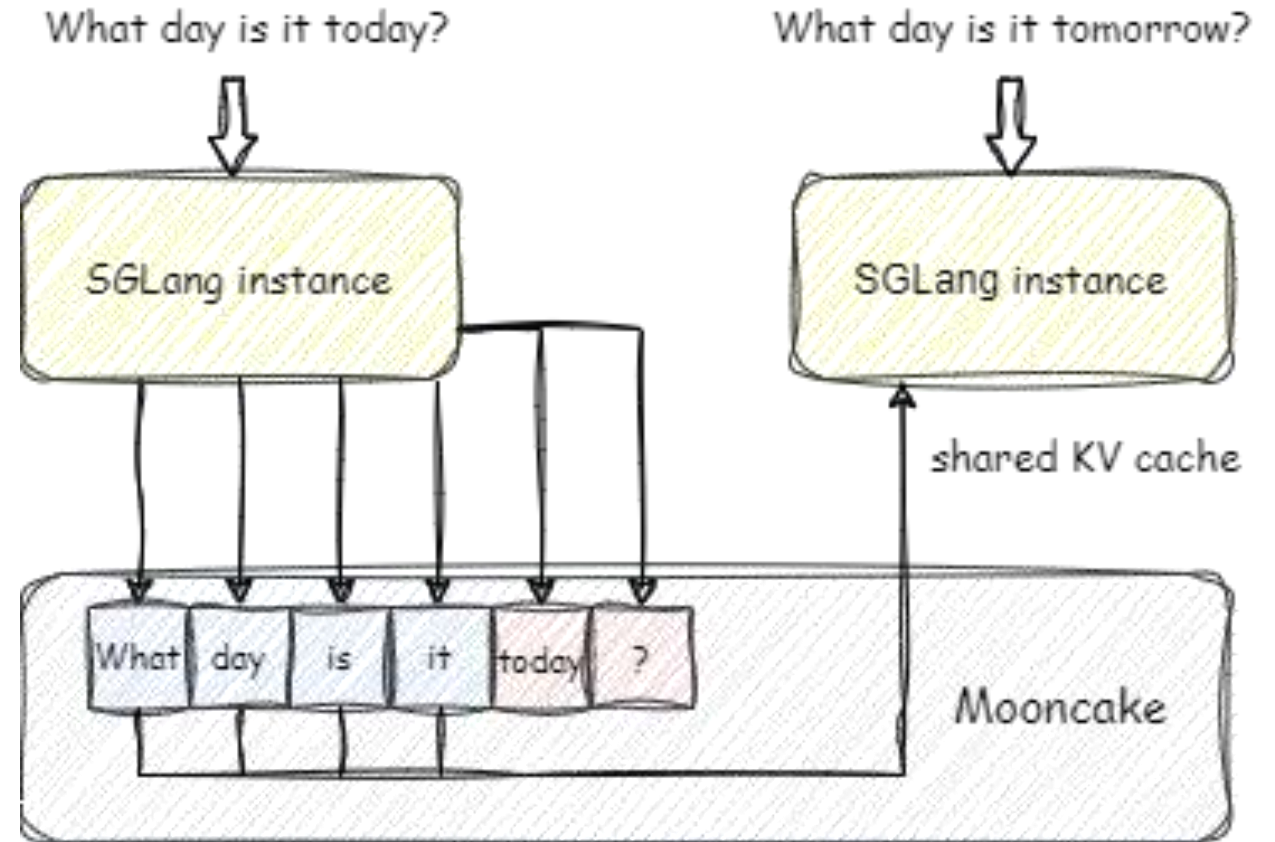 What day is it today?
What day is it tomorrow?
SGLang instance
SGLang instance
shared KV cache
What day is it today ?
Mooncake